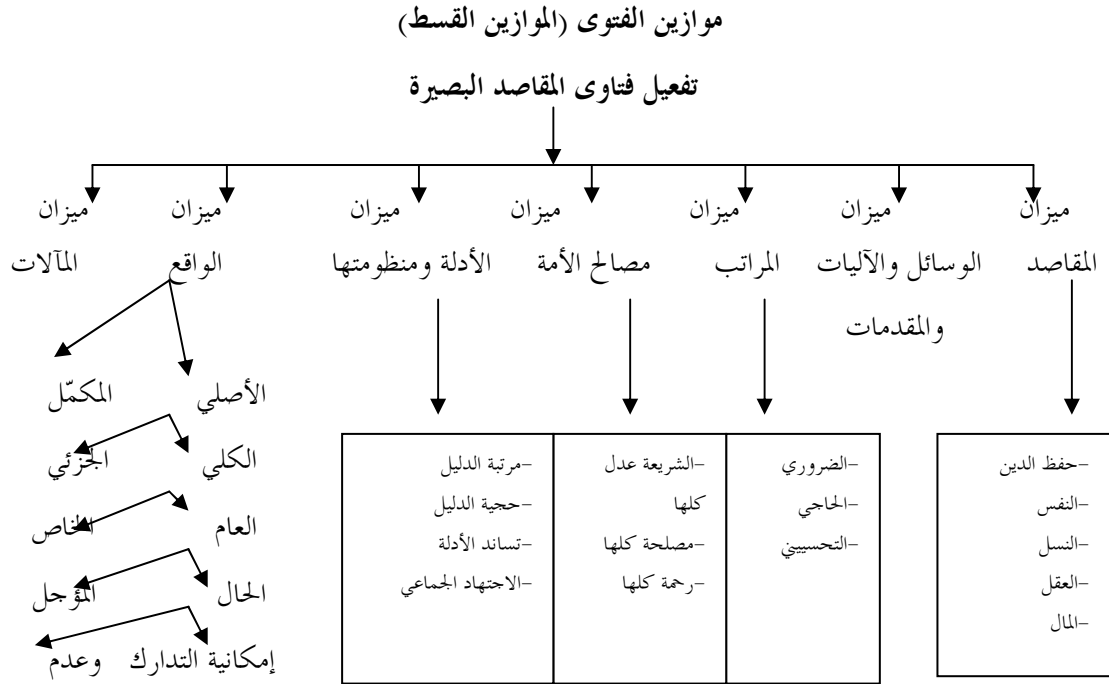 موازين الفتوى (الموازين القسط)
تفعيل فتاوى المقاصد البصيرة
ميزان
المقاصد
ميزان
الوسائل والآليات
والمقدمات
ميزان
المراتب
ميزان
مصالح الأمة
ميزان
الأدلة ومنظومتها
ميزان
الواقع
ميزان
المآلات
-حفظ الدين
-النفس
-النسل
-العقل
-المال
-الضروري
-الحاجي
-التحسييني
-الشريعة عدل
كلها
-مصلحة كلها
-رحمة كلها
-مرتبة الدليل
-حجية الدليل
-تساند الأدلة
-الاجتهاد الجماعي
الأصلي المكمّل
الكلي الجزئي
العام الخاص
الحال المؤجل
إمكانية التدارك وعدم